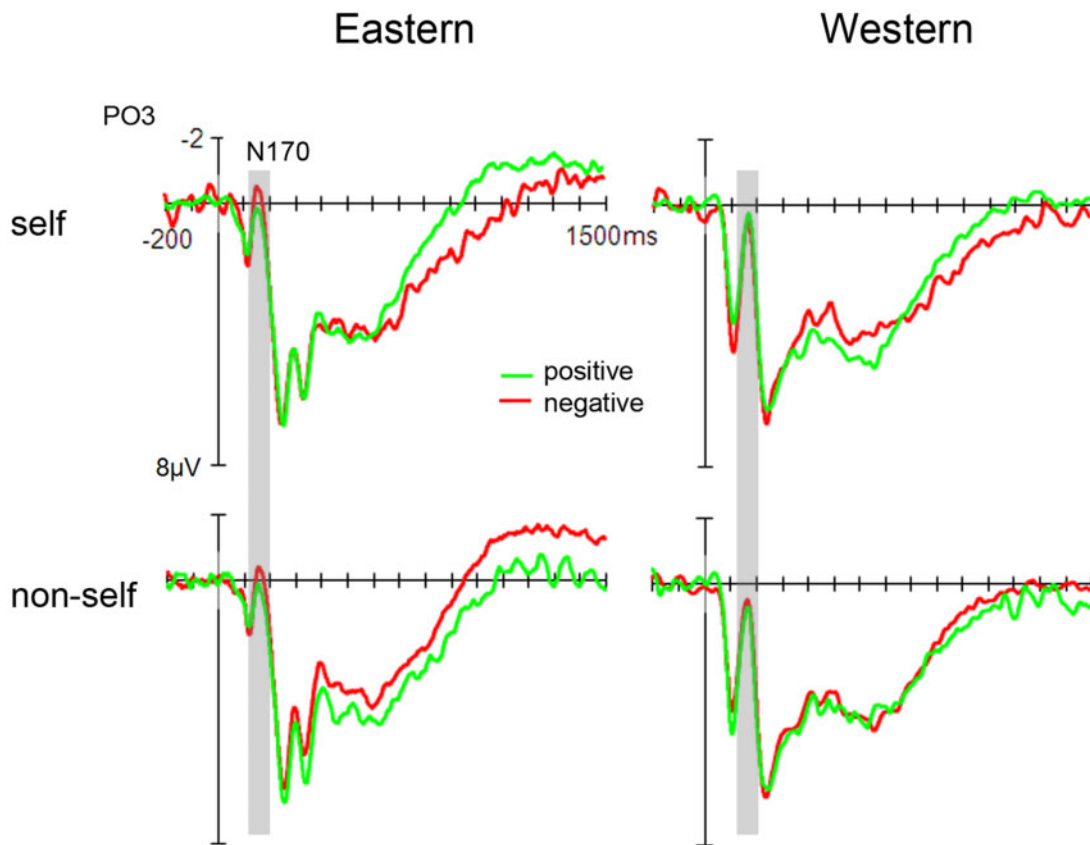 Eastern Western
PO3
-2
N170
self
-200
1500ms
positive
negative
8µV
non-self